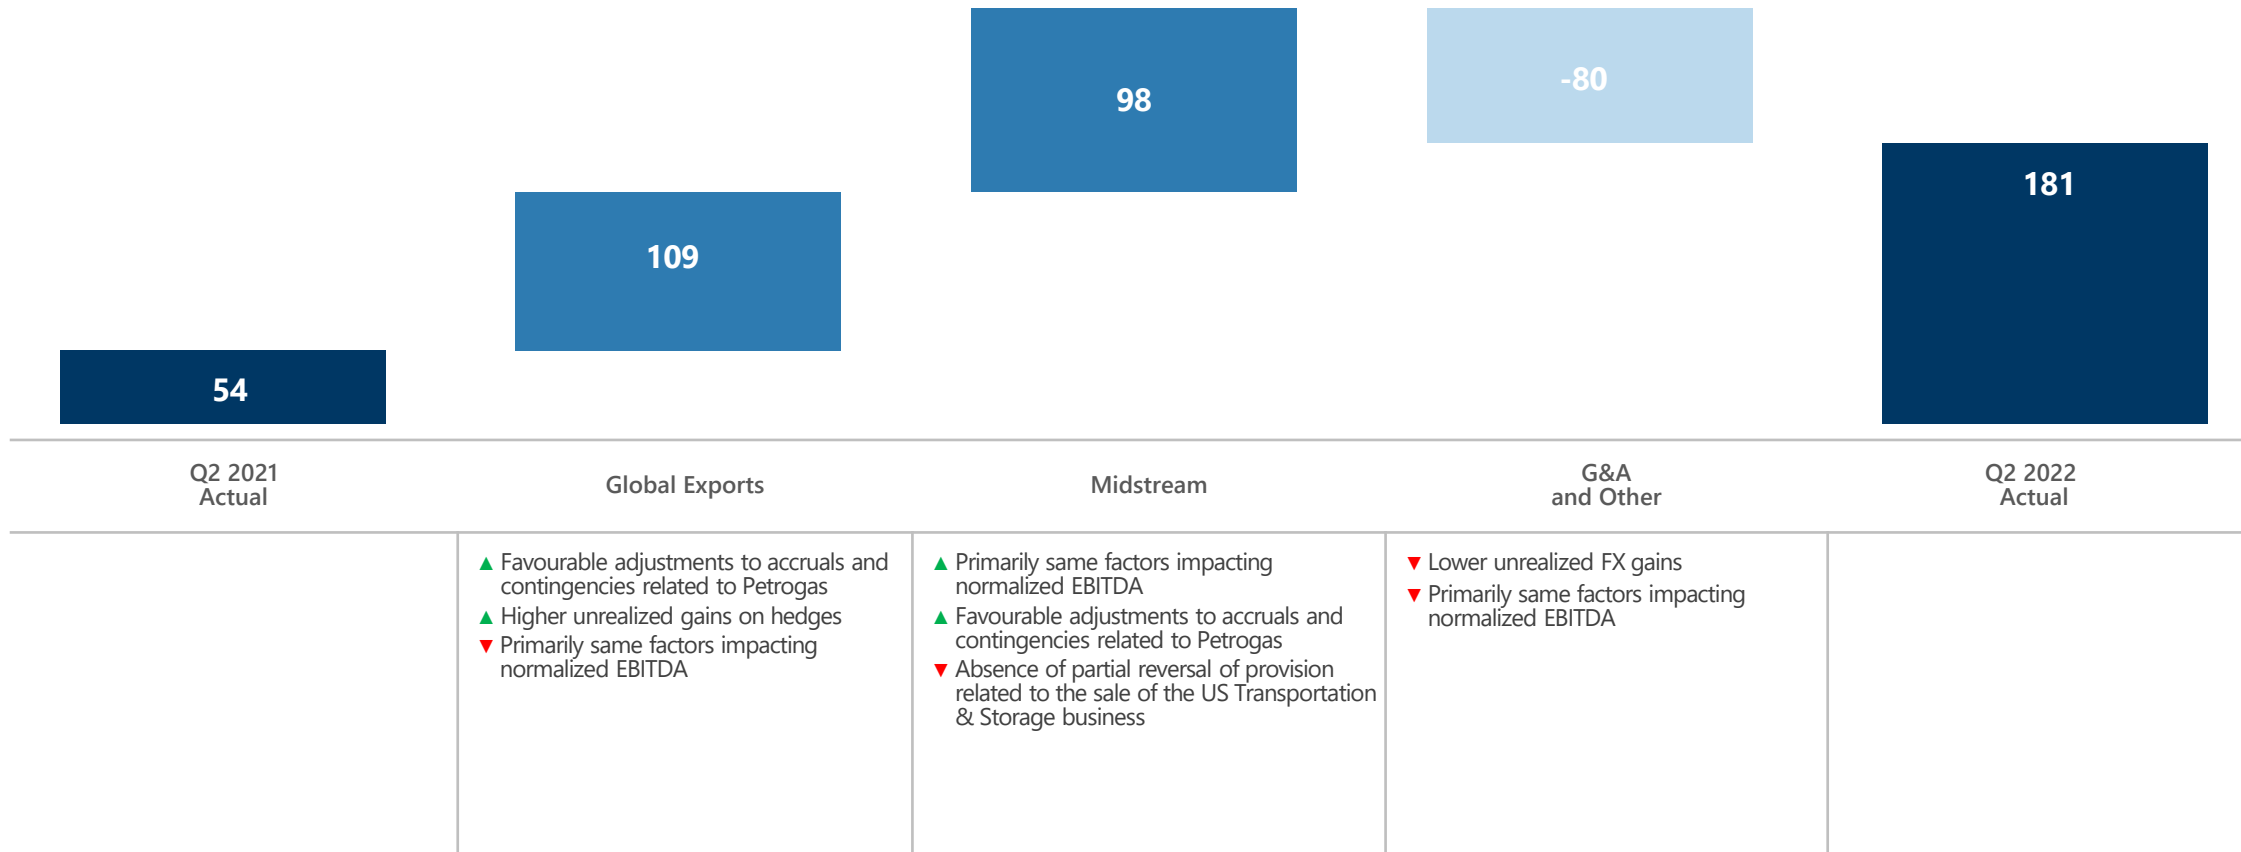 98
-80
181
109
54
Q2 2021
Actual
Global Exports
Midstream
G&A
and Other
Q2 2022
Actual
▲ Favourable adjustments to accruals and
contingencies related to Petrogas
▲ Higher unrealized gains on hedges
▼ Primarily same factors impacting
normalized EBITDA
▲ Primarily same factors impacting
normalized EBITDA
▲ Favourable adjustments to accruals and
contingencies related to Petrogas
▼ Absence of partial reversal of provision
related to the sale of the US Transportation
& Storage business
▼ Lower unrealized FX gains
▼ Primarily same factors impacting
normalized EBITDA